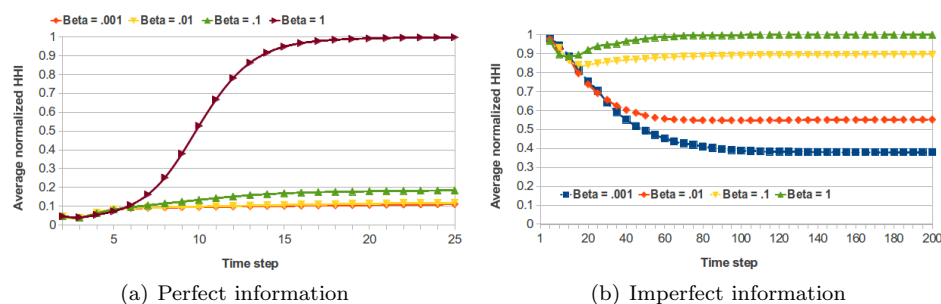 Beta = .001 Beta = .01 Beta = .1 Beta = 1
Average normalized HHI
1
0.9
0.8
0.7
0.6
0.5
0.4
0.3
0.2
0.1
0
5 10 15 20 25
Time step
(a) Perfect information
Average normalized HHI
1
0.9
0.8
0.7
0.6
0.5
0.4
0.3
0.2
0.1
0
Beta = .001 Beta = .01 Beta = .1 Beta = 1
1 20 40 60 80 100 120 140 160 180 200
Time step
(b) Imperfect information